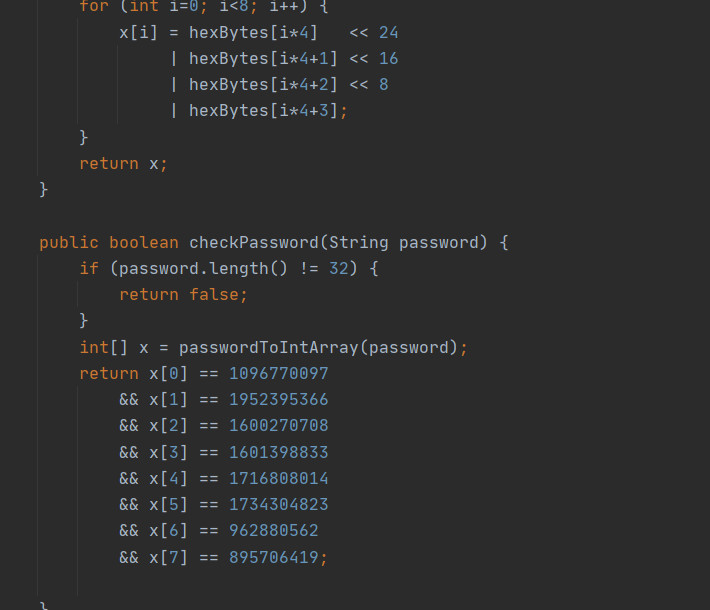 for (int i=0; i<8; i++) {
x[i] = hexBytes[i*4]   << 24
| hexBytes[i*4+1] << 16
| hexBytes[i*4+2] << 8
| hexBytes[i*4+3];
}
return x;
}
public boolean checkPassword(String password) {
if (password.length() != 32) {
return false;
}
int[] x = passwordToIntArray(password);
return x[0] == 1096770097
&& x[1] == 1952395366
&& x[2] == 1600270708
&& x[3] == 1601398833
&& x[4] == 1716808014
&& x[5] == 1734304823
&& x[6] == 962880562
&& x[7] == 895706419;
}